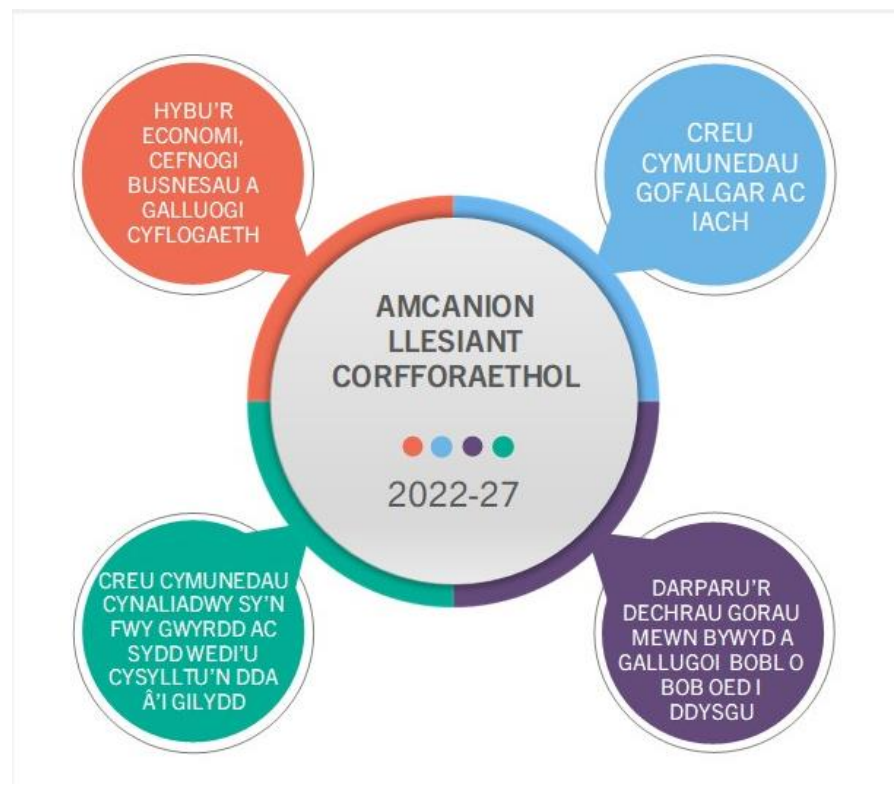 HYBU'R
ECONOMI,
CEFNOGI
BUSNESAU A
GALLUOGI
CYFLOGAETH
CREU
CYMUNEDAU
GOFALGAR AC
IACH
AMCANION
LLESIANT
CORFFORAETHOL
2022-27
CREU CYMUNEDAU
CYNALIADWY SY'N
FWY GWYRDD AC
SYDD WEDI'U
CYSYLLTU'N DDA
Â'I GILYDD
DARPARU'R
DECHRAU GORAU
MEWN BYWYD A
GALLUGOI BOBL O
BOB OED I
DDYSGU